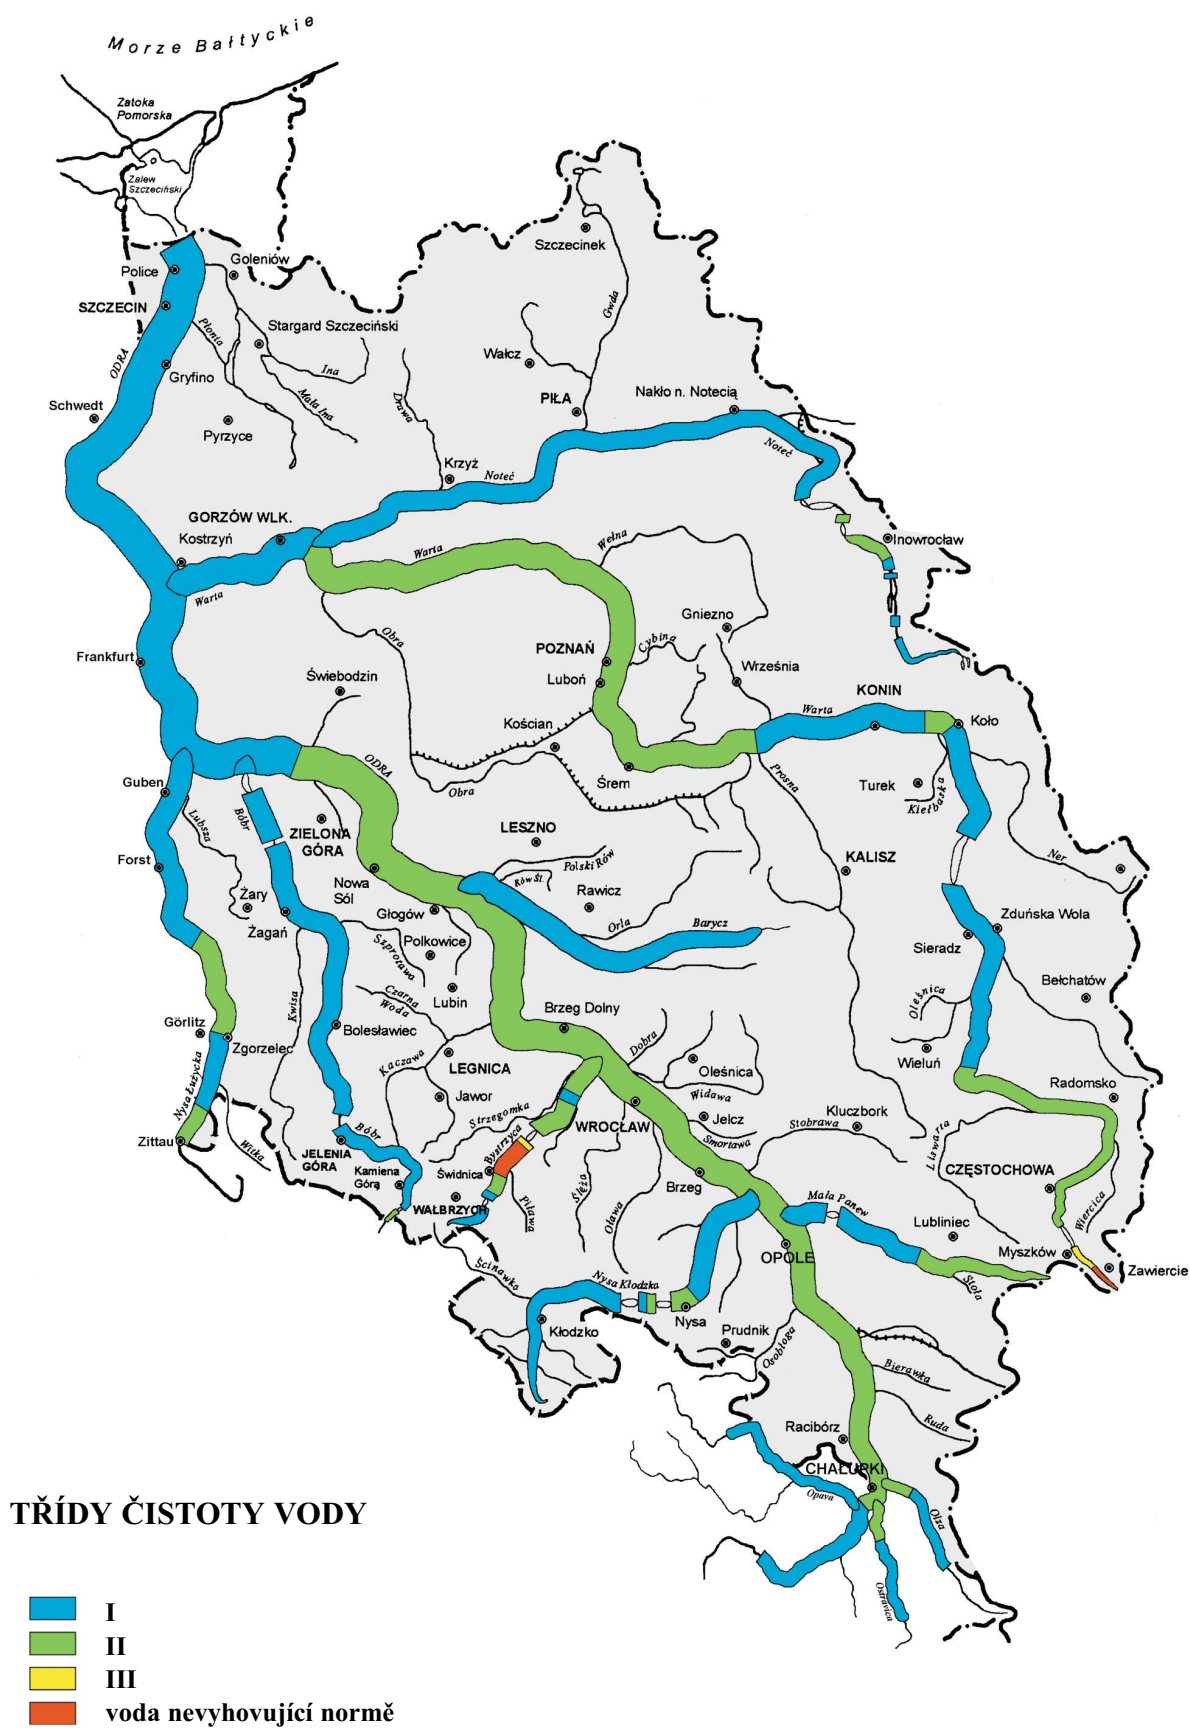 Morze Bałtyckie
Zatoka
Pomorska
Zalew
Szczeciński
Szczecinek
Police
Goleniów
SZCZECIN
Płonia
Stargard Szczeciński
Gwda
ODRA
Ina
Wałcz
Gryfino
Mała Ina
Drawa
Schwedt
PIŁA
Nakło n. Notecią
Pyrzyce
Noteć
Krzyż
Noteć
GORZÓW WLK.
Kostrzyń
Inowrocław
Warta
Wełna
Warta
Obra
Gniezno
Cybina
POZNAŃ
Frankfurt
Luboń
Września
Świebodzin
KONIN
Warta
Kościan
Koło
ODRA
Śrem
Prosna
Guben
Obra
Turek
Kiełbaska
Lubsza
Bóbr
ZIELONA
GÓRA
LESZNO
Ner
Forst
Polski Rów
KALISZ
Rów Śl.
Nowa
Sól
Rawicz
Żary
Głogów
Zduńska Wola
Żagań
Orla
Barycz
Sieradz
Szprotawa
Polkowice
Bełchatów
Kwisa
Czarna
Woda
Lubin
Oleśnica
Brzeg Dolny
Görlitz
Bolesławiec
Dobra
Zgorzelec
Kaczawa
LEGNICA
Oleśnica
Wieluń
Nysa Łużycka
Jawor
Widawa
Radomsko
Strzegomka
Jelcz
Kluczbork
WROCŁAW
Stobrawa
Smortawa
Liswarta
Zittau
Witka
Bóbr
JELENIA
GÓRA
Bystrzyca
Kamiena
Górą
Świdnica
CZĘSTOCHOWA
Ślęża
Brzeg
WAŁBRZYCH
Piława
Oława
Mała Panew
Wiercica
Lubliniec
OPOLE
Myszków
Ścinawka
Nysa Kłodzka
Stoła
Zawiercie
Nysa
Kłodzko
Prudnik
Osobłoga
Bierawka
Ruda
Racibórz
CHAŁUPKI
Opava
Olza
Ostravica
TŘÍDY ČISTOTY VODY
I
II
III
voda nevyhovující normě